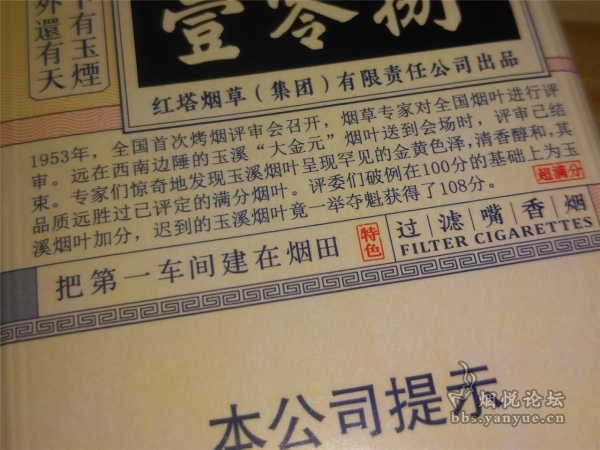 有玉煙
外還有天
壹零捌
红塔烟草（集团）有限责任公司出品
1953年，全国首次烤烟评审会召开，烟草专家对全国烟叶进行评
审。远在西南边陲的玉溪“大金元”烟叶送到会场时，评审已结
束。专家们惊奇地发现玉溪烟叶呈现罕见的金黄色泽，清香醇和，其
品质远胜过已评定的满分烟叶。评委们破例在100分的基础上为玉
溪烟叶加分，迟到的玉溪烟叶竟一举夺魁获得了108分。
超满分
把第一车间建在烟田
特色
过|滤|嘴|香|烟
FILTER CIGARETTES
本公司提示
烟悦论坛
bbs.yanyue.cn